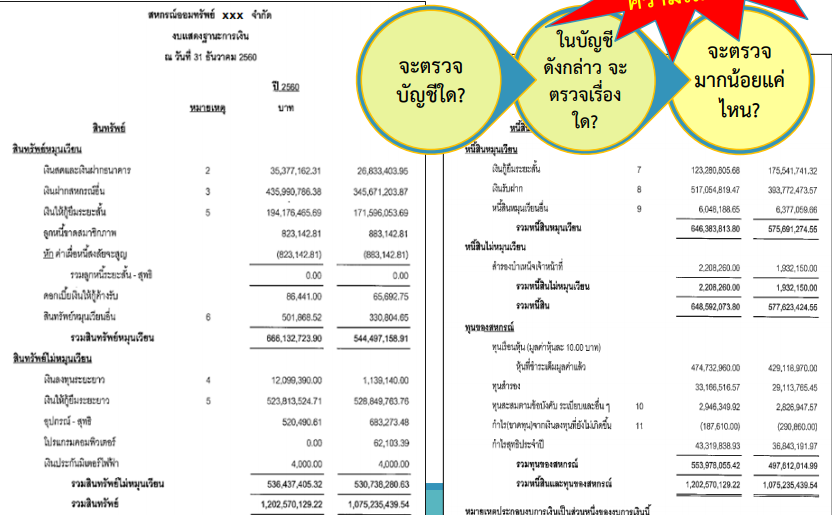 สหกรณ์ออมทรัพย์ xxx จำกัด
งบแสดงฐานะการเงิน
ณ วันที่ 31 ธันวาคม 2560
ปี 2560
หมายเหตุ บาท
สินทรัพย์
สินทรัพย์หมุนเวียน
เงินสดและเงินฝากธนาคาร 2 35,377,162.31 26,833,403.95
เงินฝากสหกรณ์อื่น 3 435,990,786.38 345,671,203.87
เงินให้กู้ยืมระยะสั้น 5 194,176,465.69 171,596,053.69
ลูกหนี้ขาดสมาชิกภาพ 823,142.81 883,142.81
หัก ค่าเผื่อหนี้สงสัยจะสูญ (823,142.81) (883,142.81)
รวมลูกหนี้ระยะสั้น - สุทธิ 0.00 0.00
ดอกเบี้ยเงินให้กู้ค้างรับ 86,441.00 65,692.75
สินทรัพย์หมุนเวียนอื่น 6 501,868.52 330,804.65
รวมสินทรัพย์หมุนเวียน 666,132,723.90 544,497,158.91
สินทรัพย์ไม่หมุนเวียน
เงินลงทุนระยะยาว 4 12,099,390.00 1,139,140.00
เงินให้กู้ยืมระยะยาว 5 523,813,524.71 528,849,763.76
อุปกรณ์ - สุทธิ 520,490.61 683,273.48
โปรแกรมคอมพิวเตอร์ 0.00 62,103.39
เงินประกันมิเตอร์ไฟฟ้า 4,000.00 4,000.00
รวมสินทรัพย์ไม่หมุนเวียน 536,437,405.32 530,738,280.63
รวมสินทรัพย์ 1,202,570,129.22 1,075,235,439.54
จะตรวจ
บัญชีใด?
ในบัญชี
ดังกล่าว จะ
ตรวจเรื่อง
ใด?
จะตรวจ
มากน้อยแค่
ไหน?
หนี้สินหมุนเวียน
เงินกู้ยืมระยะสั้น 7 123,280,805.68 175,541,741.32
เงินรับฝาก 8 517,054,819.47 393,772,473.57
หนี้สินหมุนเวียนอื่น 9 6,048,188.65 6,377,059.66
รวมหนี้สินหมุนเวียน 646,383,813.80 575,691,274.55
หนี้สินไม่หมุนเวียน
สำรองบำเหน็จเจ้าหน้าที่ 2,208,260.00 1,932,150.00
รวมหนี้สินไม่หมุนเวียน 2,208,260.00 1,932,150.00
รวมหนี้สิน 648,592,073.80 577,623,424.55
ทุนของสหกรณ์
ทุนเรือนหุ้น (มูลค่าหุ้นละ 10.00 บาท)
หุ้นที่ชำระเต็มมูลค่าแล้ว 474,732,960.00 429,118,970.00
ทุนสำรอง 33,166,516.57 29,113,765.45
ทุนสะสมตามข้อบังคับ ระเบียบและอื่น ๆ 10 2,946,349.92 2,826,947.57
กำไร(ขาดทุน)จากเงินลงทุนที่ยังไม่เกิดขึ้น 11 (187,610.00) (290,860.00)
กำไรสุทธิประจำปี 43,319,838.93 36,843,191.97
รวมทุนของสหกรณ์ 553,978,055.42 497,612,014.99
รวมหนี้สินและทุนของสหกรณ์ 1,202,570,129.22 1,075,235,439.54
หมายเหตุประกอบงบการเงินเป็นส่วนหนึ่งของงบการเงินนี้